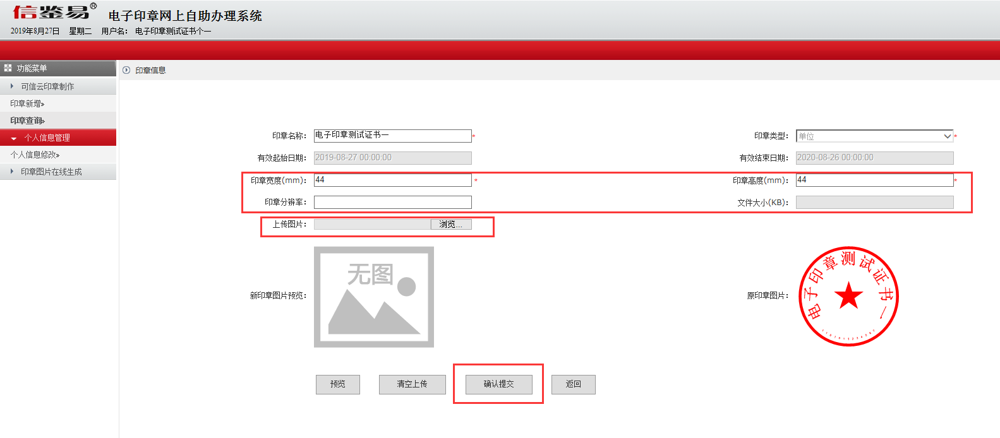 信鉴易®
电子印章网上自助办理系统
2019年8月27日 星期二 用户名： 电子印章测试证书个一
功能菜单
可信云印章制作
印章新增»
印章查询»
个人信息管理
个人信息修改»
印章图片在线生成
印章信息
印章名称： 电子印章测试证书一 * 印章类型： 单位 *
有效起始日期： 2019-08-27 00:00:00 有效结束日期： 2020-08-26 00:00:00
印章宽度(mm)： 44 * 印章高度(mm)： 44 *
印章分辨率： 文件大小(KB)：
上传图片： 浏览...
新印章图片预览： 无图
原印章图片： 电子印章测试证书一
预览 清空上传 确认提交 返回